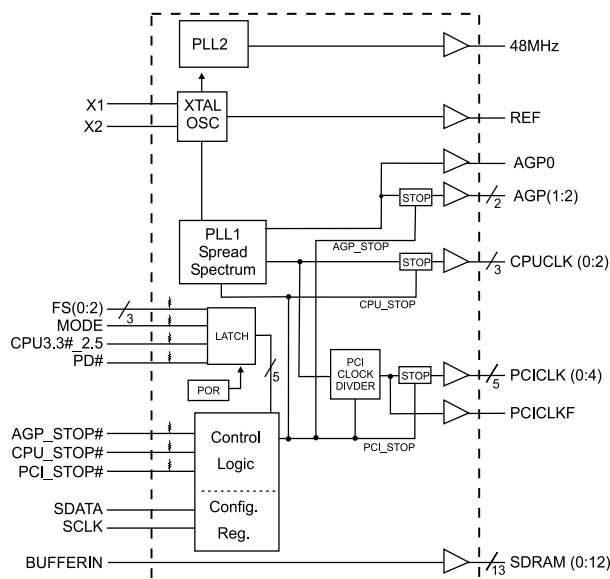 PLL2
48MHz
X1
X2
XTAL
OSC
REF
AGP0
STOP
AGP(1:2)
2
PLL1
Spread
Spectrum
AGP_STOP
STOP
CPUCLK (0:2)
3
CPU_STOP
FS(0:2)
3
MODE
CPU3.3#_2.5
PD#
LATCH
POR
5
PCI
CLOCK
DIVDER
STOP
PCICLK (0:4)
5
PCICLKF
PCI_STOP
AGP_STOP#
CPU_STOP#
PCI_STOP#
Control
Logic
SDATA
SCLK
Config.
Reg.
BUFFERIN
SDRAM (0:12)
13